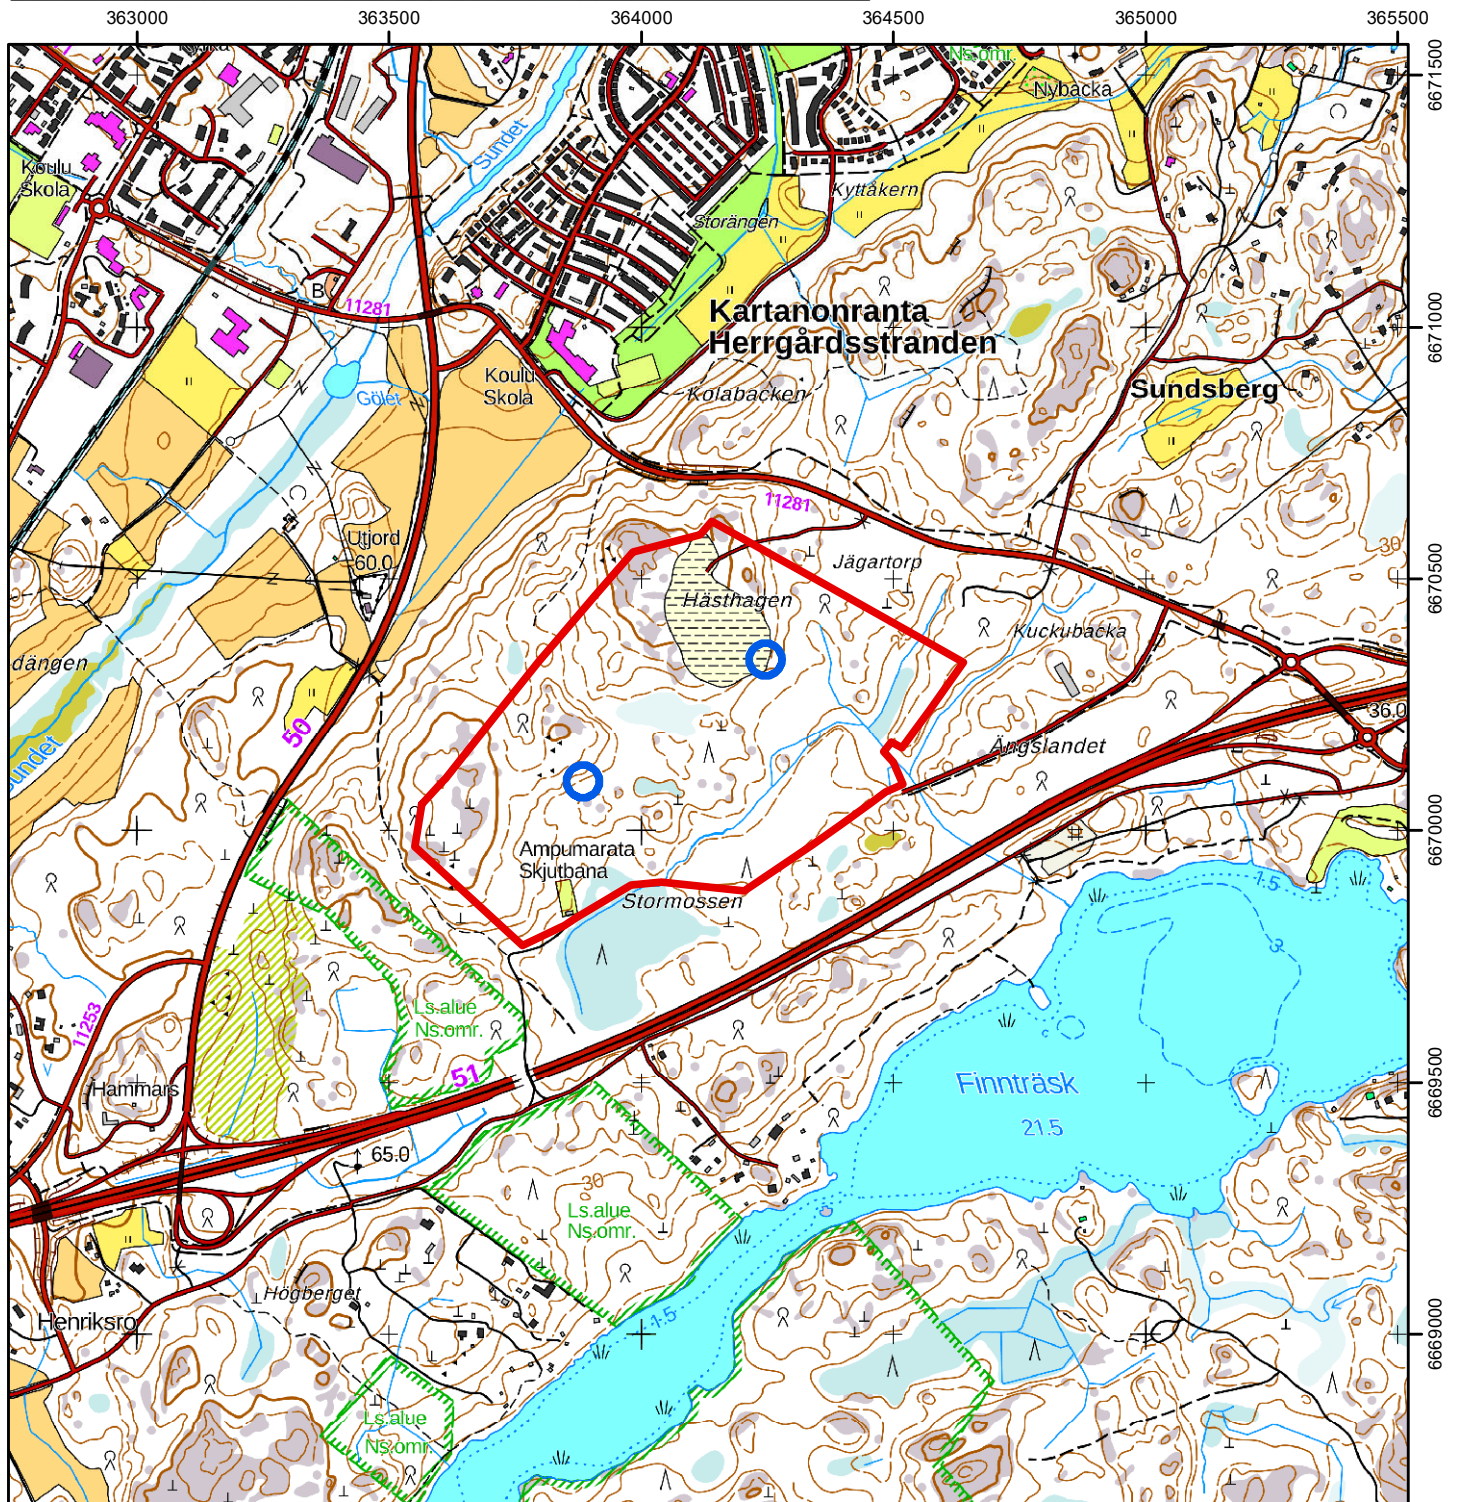 363000 363500 364000 364500 365000 365500
6671500
Ns.omr.
Nybacka
Sundet
Koulu
Skola
Kyttåkern
Storängen
B
11281
Kartanonranta
Herrgårdsstranden
6671000
Gölet
Koulu
Skola
Kolabacken
Sundsberg
11281
Utjord
60.0
Jägartorp
30
6670500
Hästhagen
Kuckubacka
dängen
50
36.0
Sundet
Ängslandet
6670000
Ampumarata
Skjutbana
Stormossen
1.5
3
11253
Ls.alue
Ns.omr.
51
Hammars
Finnträsk
21.5
6669500
65.0
30
Ls.alue
Ns.omr.
Högberget
Henriksro
1.5
6669000
Ls.alue
Ns.omr.